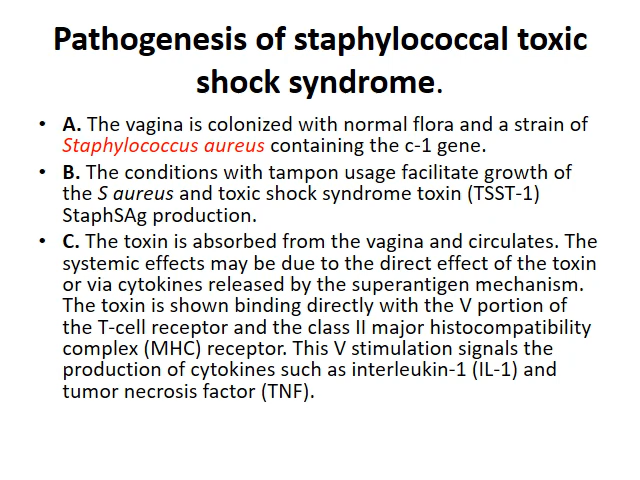 Pathogenesis of staphylococcal toxic
shock syndrome.
• A. The vagina is colonized with normal flora and a strain of
Staphylococcus aureus containing the c-1 gene.
• B. The conditions with tampon usage facilitate growth of
the S aureus and toxic shock syndrome toxin (TSST-1)
StaphSAg production.
• C. The toxin is absorbed from the vagina and circulates. The
systemic effects may be due to the direct effect of the toxin
or via cytokines released by the superantigen mechanism.
The toxin is shown binding directly with the V portion of
the T-cell receptor and the class II major histocompatibility
complex (MHC) receptor. This V stimulation signals the
production of cytokines such as interleukin-1 (IL-1) and
tumor necrosis factor (TNF).